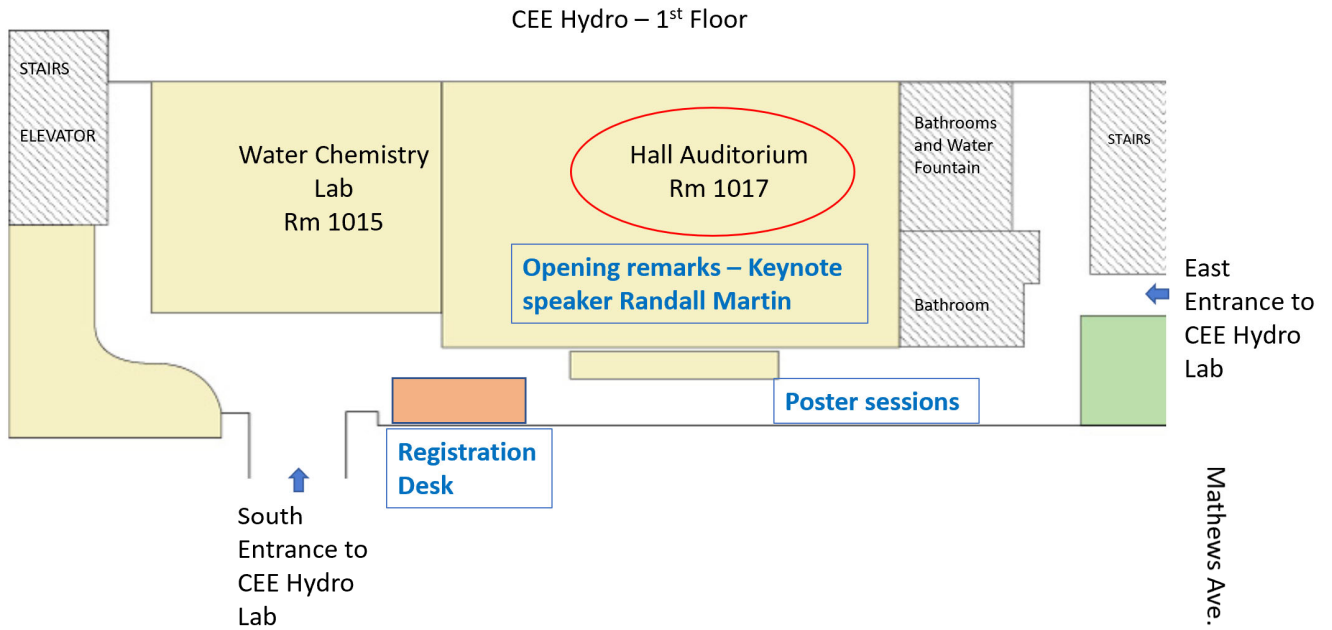 CEE Hydro – 1st Floor
STAIRS
ELEVATOR
Water Chemistry
Lab
Rm 1015
Hall Auditorium
Rm 1017
Opening remarks – Keynote
speaker Randall Martin
Bathrooms
and Water
Fountain
Bathroom
STAIRS
East
Entrance to
CEE Hydro
Lab
Poster sessions
Registration
Desk
South
Entrance to
CEE Hydro
Lab
Mathews Ave.